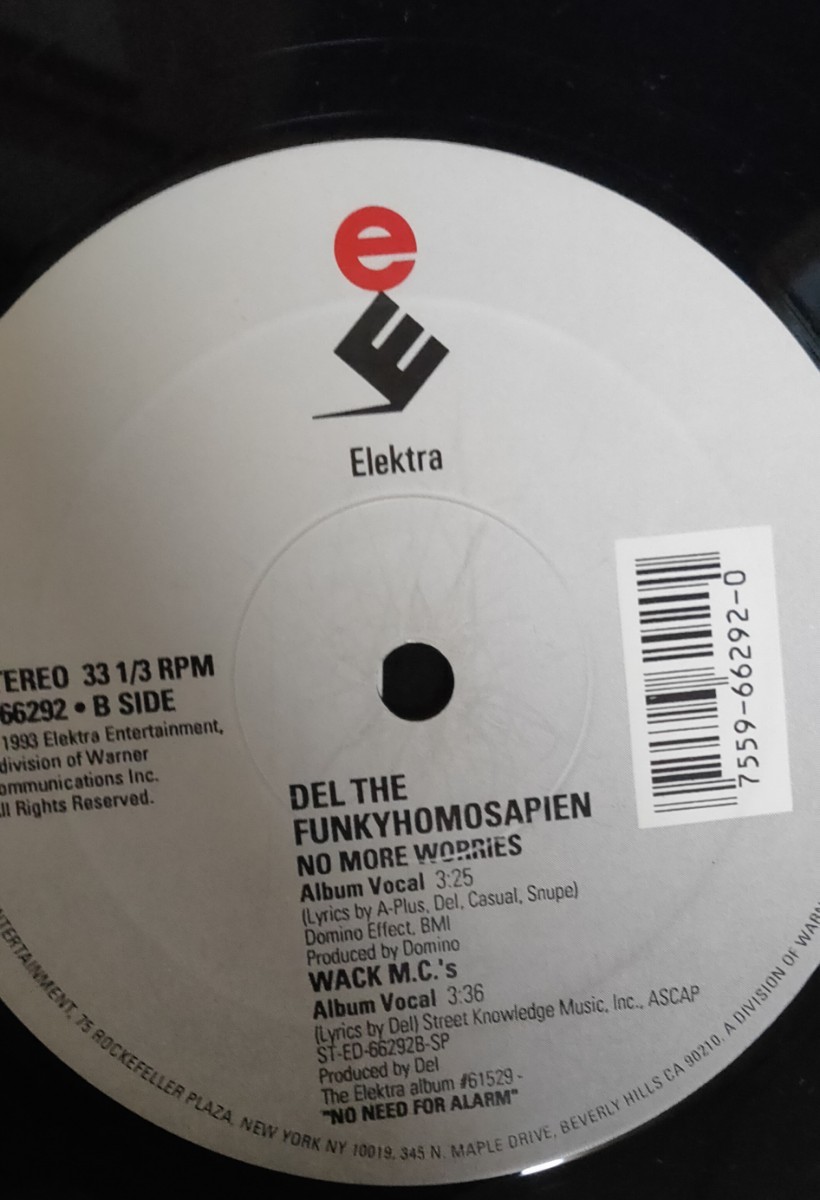 e
E
Elektra
TEREO 33 1/3 RPM
66292 • B SIDE
1993 Elektra Entertainment,
division of Warner
ommunications Inc.
ll Rights Reserved.
7559-66292-0
DEL THE
FUNKYHOMOSAPIEN
NO MORE WORRIES
Album Vocal 3:25
(Lyrics by A-Plus, Del, Casual, Snupe)
Domino Effect, BMI
Produced by Domino
WACK M.C.'s
Album Vocal 3:36
(Lyrics by Del) Street Knowledge Music, Inc., ASCAP
ST-ED-66292B-SP
Produced by Del
The Elektra album #61529 -
"NO NEED FOR ALARM"
TERTAINMENT, 75 ROCKEFELLER PLAZA, NEW YORK NY 10019, 345 N. MAPLE DRIVE, BEVERLY HILLS CA 90210, A DIVISION OF WARN